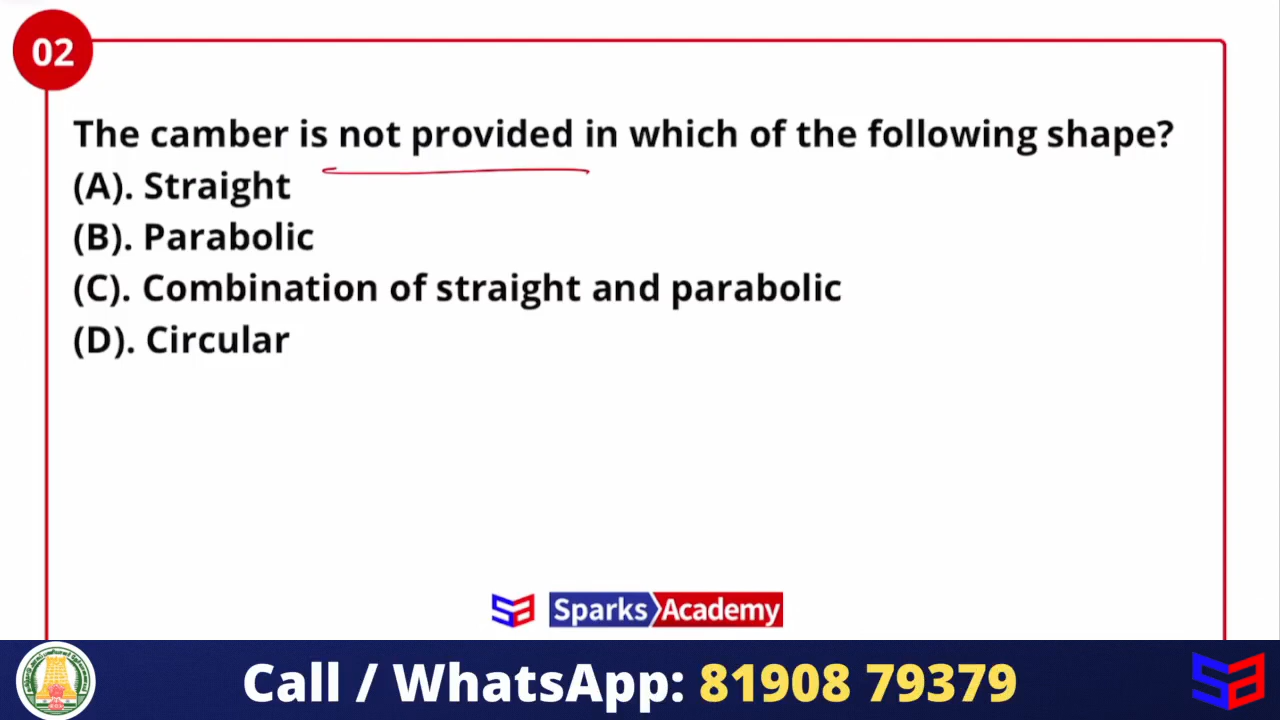 02
The camber is not provided in which of the following shape?
(A). Straight
(B). Parabolic
(C). Combination of straight and parabolic
(D). Circular
Sparks Academy
Call / WhatsApp: 81908 79379